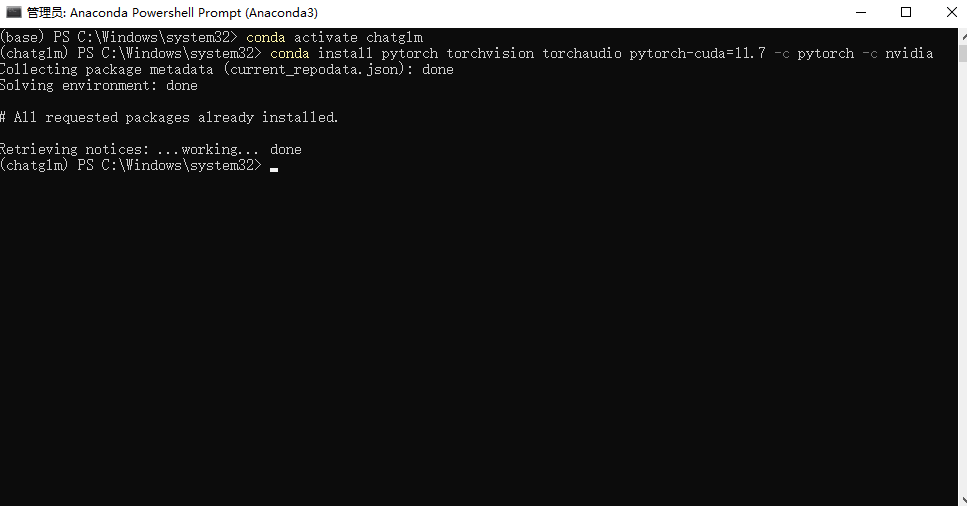 管理员: Anaconda Powershell Prompt (Anaconda3)
(base) PS C:\Windows\system32> conda activate chatglm
(chatglm) PS C:\Windows\system32> conda install pytorch torchvision torchaudio pytorch-cuda=11.7 -c pytorch -c nvidia
Collecting package metadata (current_repodata.json): done
Solving environment: done
# All requested packages already installed.
Retrieving notices: ...working... done
(chatglm) PS C:\Windows\system32>